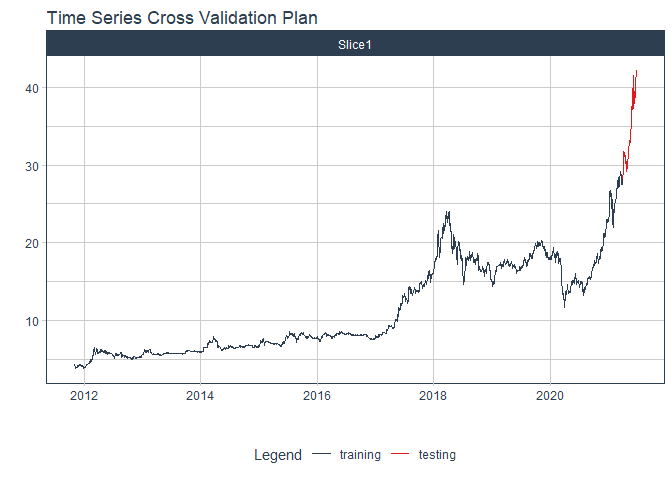 Time Series Cross Validation Plan
Slice1
40
30
20
10
2012 2014 2016 2018 2020
Legend training testing